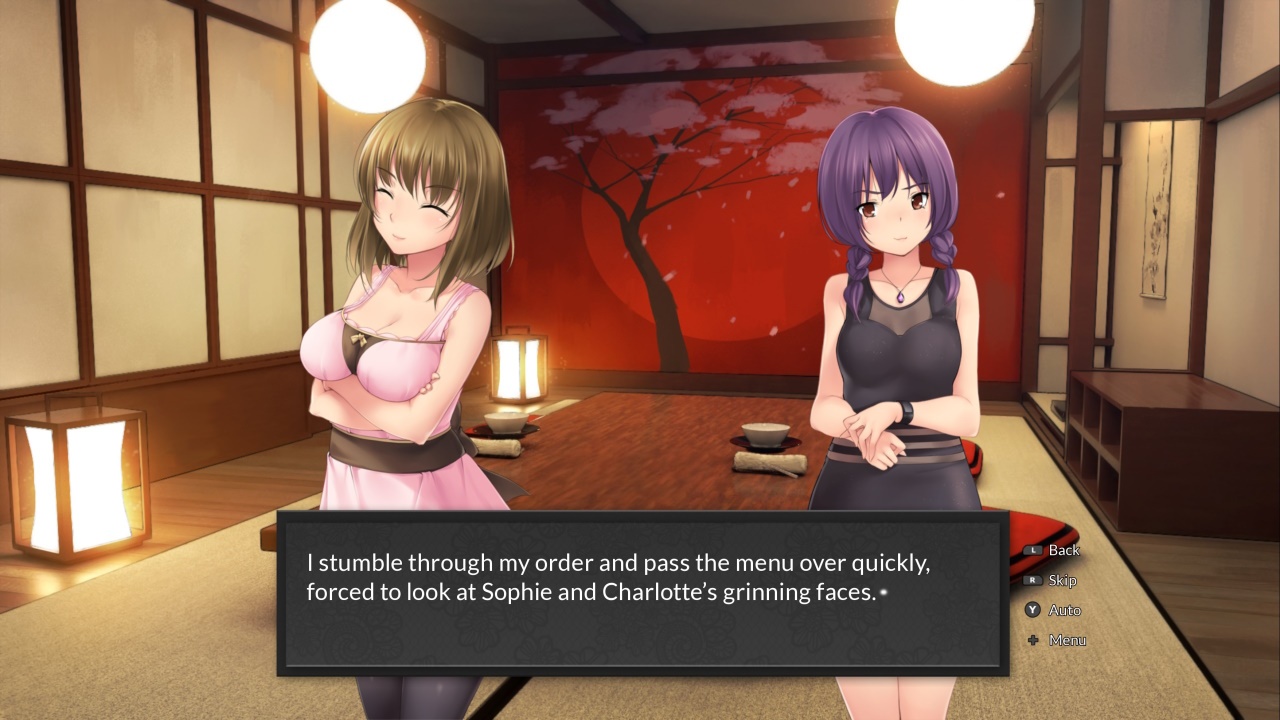 I stumble through my order and pass the menu over quickly,
forced to look at Sophie and Charlotte’s grinning faces.
L Back
R Skip
Y Auto
+ Menu